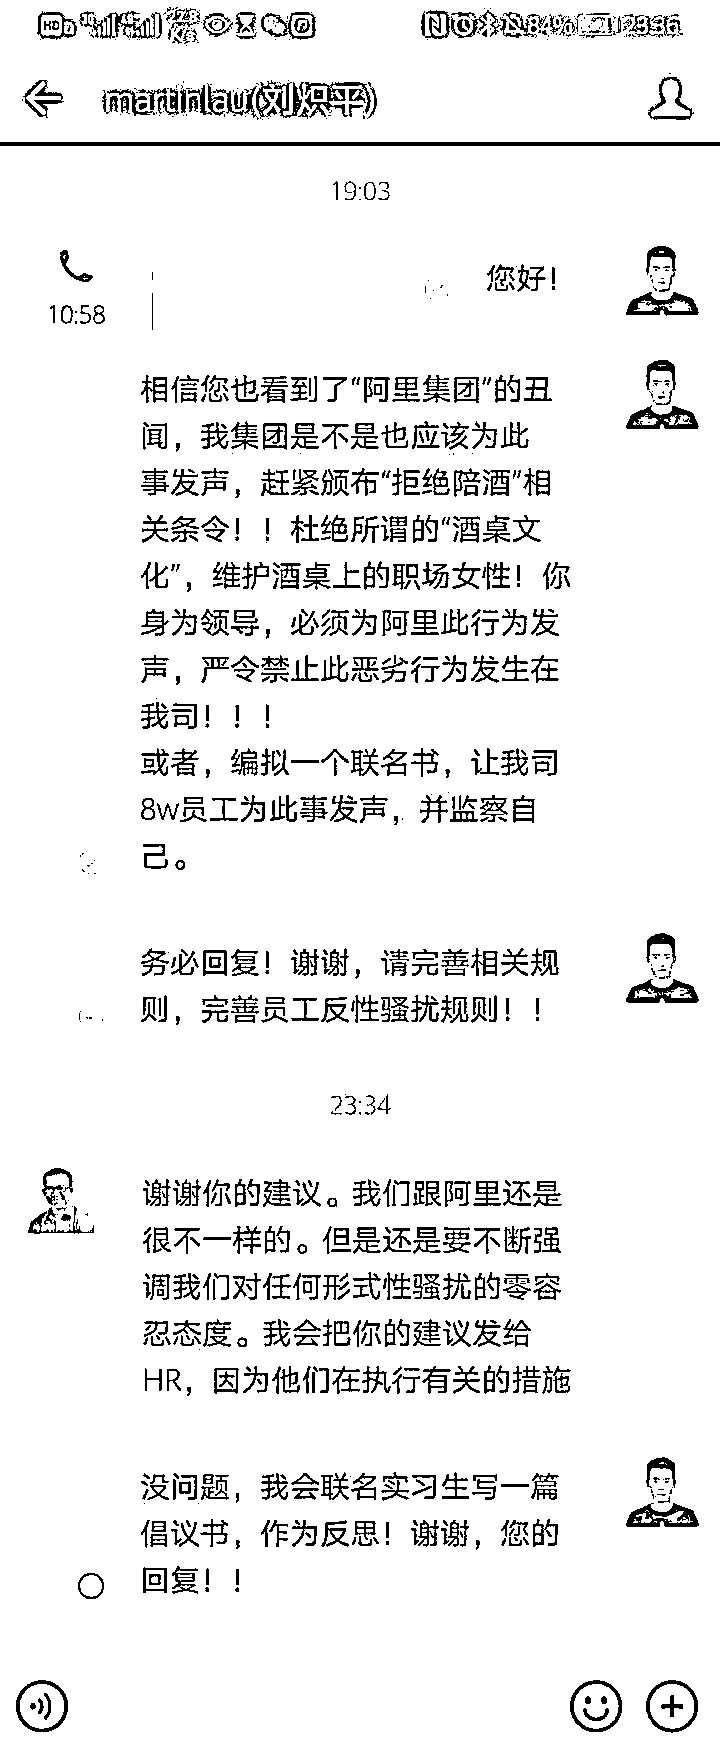 martinlau(刘炽平)
19:03
您好!
10:58
相信您也看到了“阿里集团”的丑
闻，我集团是不是也应该为此
事发声，赶紧颁布“拒绝陪酒”相
关条令！！杜绝所谓的“酒桌文
化”，维护酒桌上的职场女性！你
身为领导，必须为阿里此行为发
声，严令禁止此恶劣行为发生在
我司！！！
或者，编拟一个联名书，让我司
8w员工为此事发声，并监察自
己。
务必回复！谢谢，请完善相关规
则，完善员工反性骚扰规则！！
23:34
谢谢你的建议。我们跟阿里还是
很不一样的。但是还是要不断强
调我们对任何形式性骚扰的零容
忍态度。我会把你的建议发给
HR，因为他们在执行有关的措施
没问题，我会联名实习生写一篇
倡议书，作为反思！谢谢，您的
回复！！